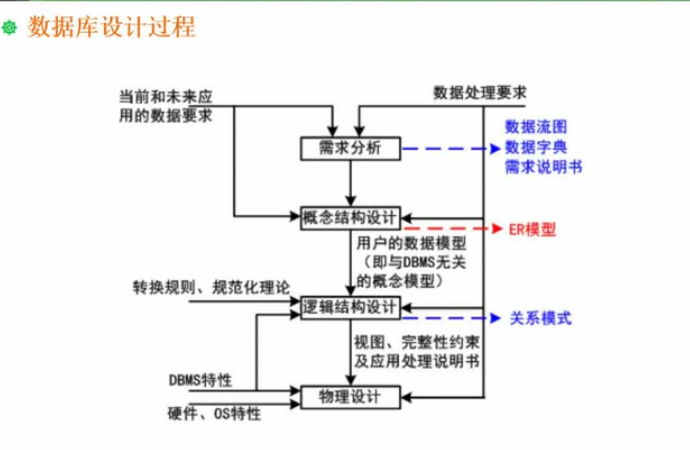 数据库设计过程
当前和未来应
用的数据要求
数据处理要求
需求分析
数据流图
数据字典
需求说明书
概念结构设计
ER模型
用户的数据模型
（即与DBMS无关
的概念模型）
转换规则、规范化理论
逻辑结构设计
关系模式
视图、完整性约束
及应用处理说明书
DBMS特性
物理设计
硬件、OS特性